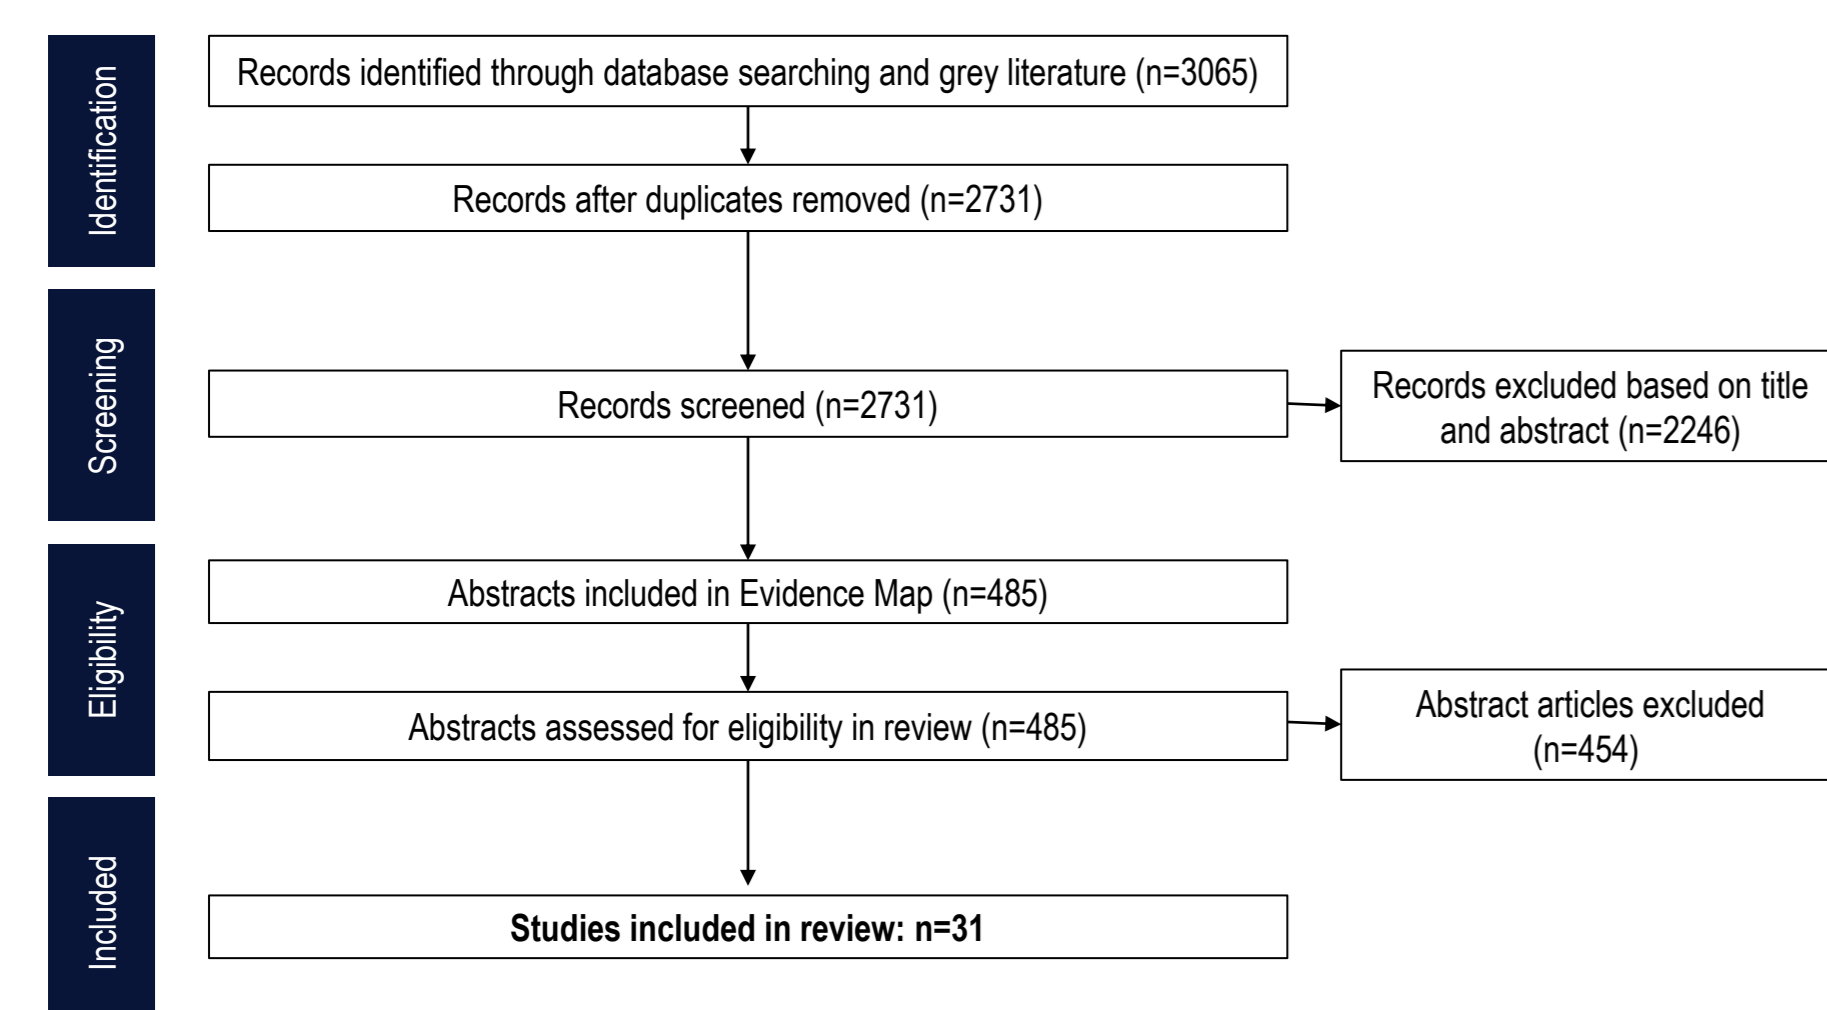 Identification
Records identified through database searching and grey literature (n=3065)
Records after duplicates removed (n=2731)
Screening
Records screened (n=2731)
Records excluded based on title
and abstract (n=2246)
Eligibility
Abstracts included in Evidence Map (n=485)
Abstracts assessed for eligibility in review (n=485)
Abstract articles excluded
(n=454)
Included
Studies included in review: n=31